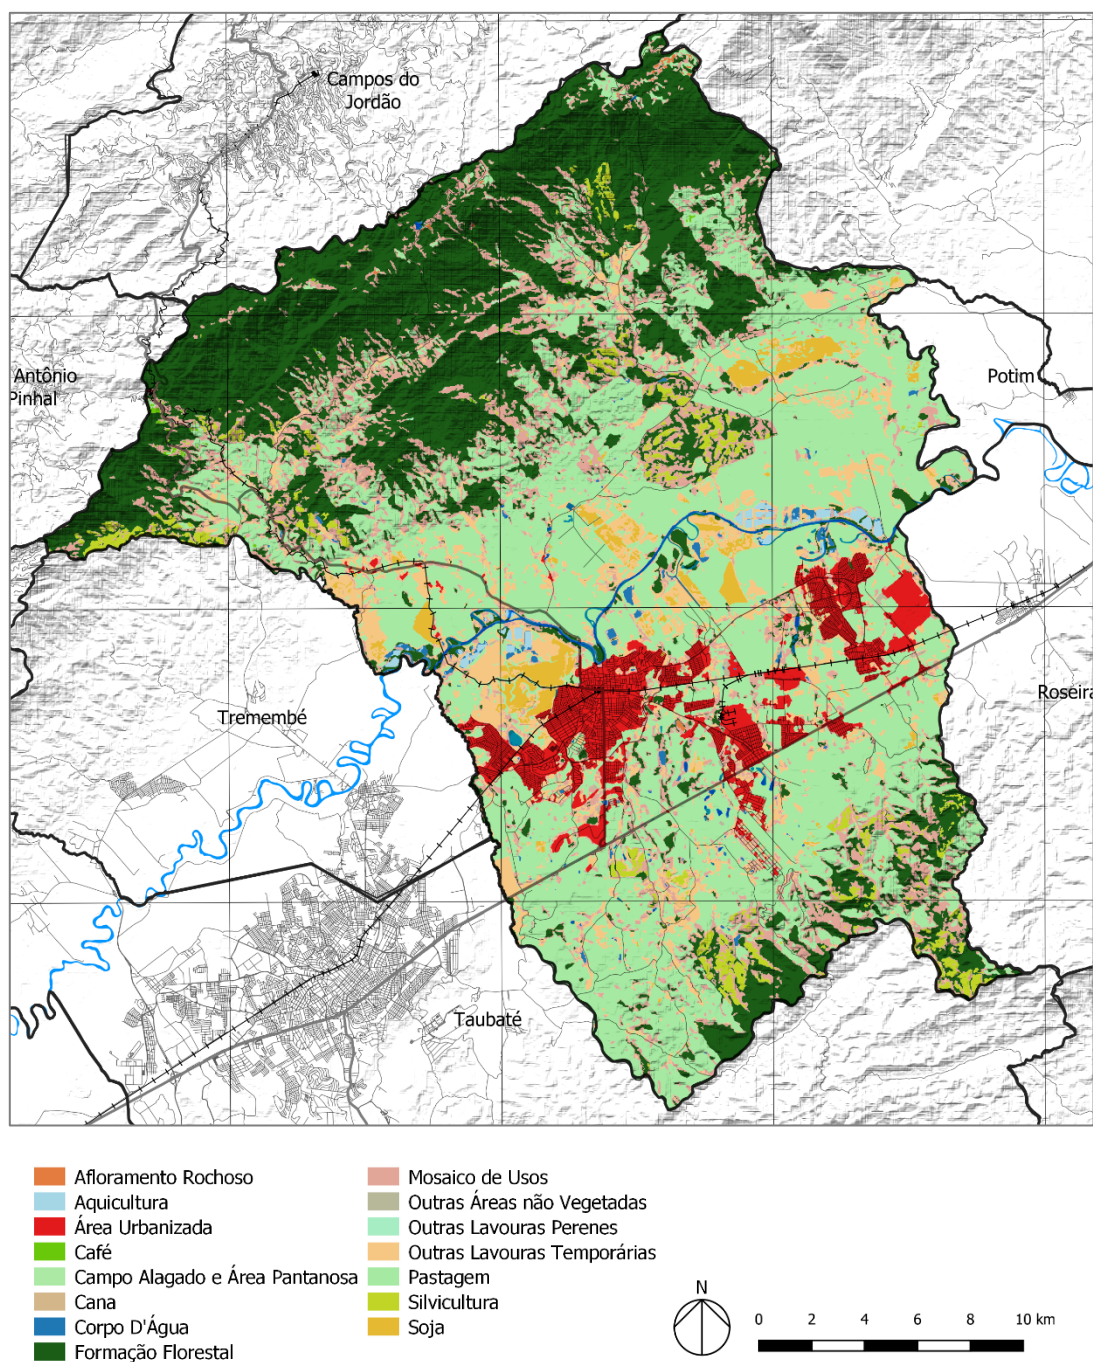 Campos do
Jordão
Antônio
Pinhal
Potim
Tremembé
Roseira
Taubaté
Afloramento Rochoso
Aquicultura
Área Urbanizada
Café
Campo Alagado e Área Pantanosa
Cana
Corpo D'Água
Formação Florestal
Mosaico de Usos
Outras Áreas não Vegetadas
Outras Lavouras Perenes
Outras Lavouras Temporárias
Pastagem
Silvicultura
Soja
N
0 2 4 6 8 10 km